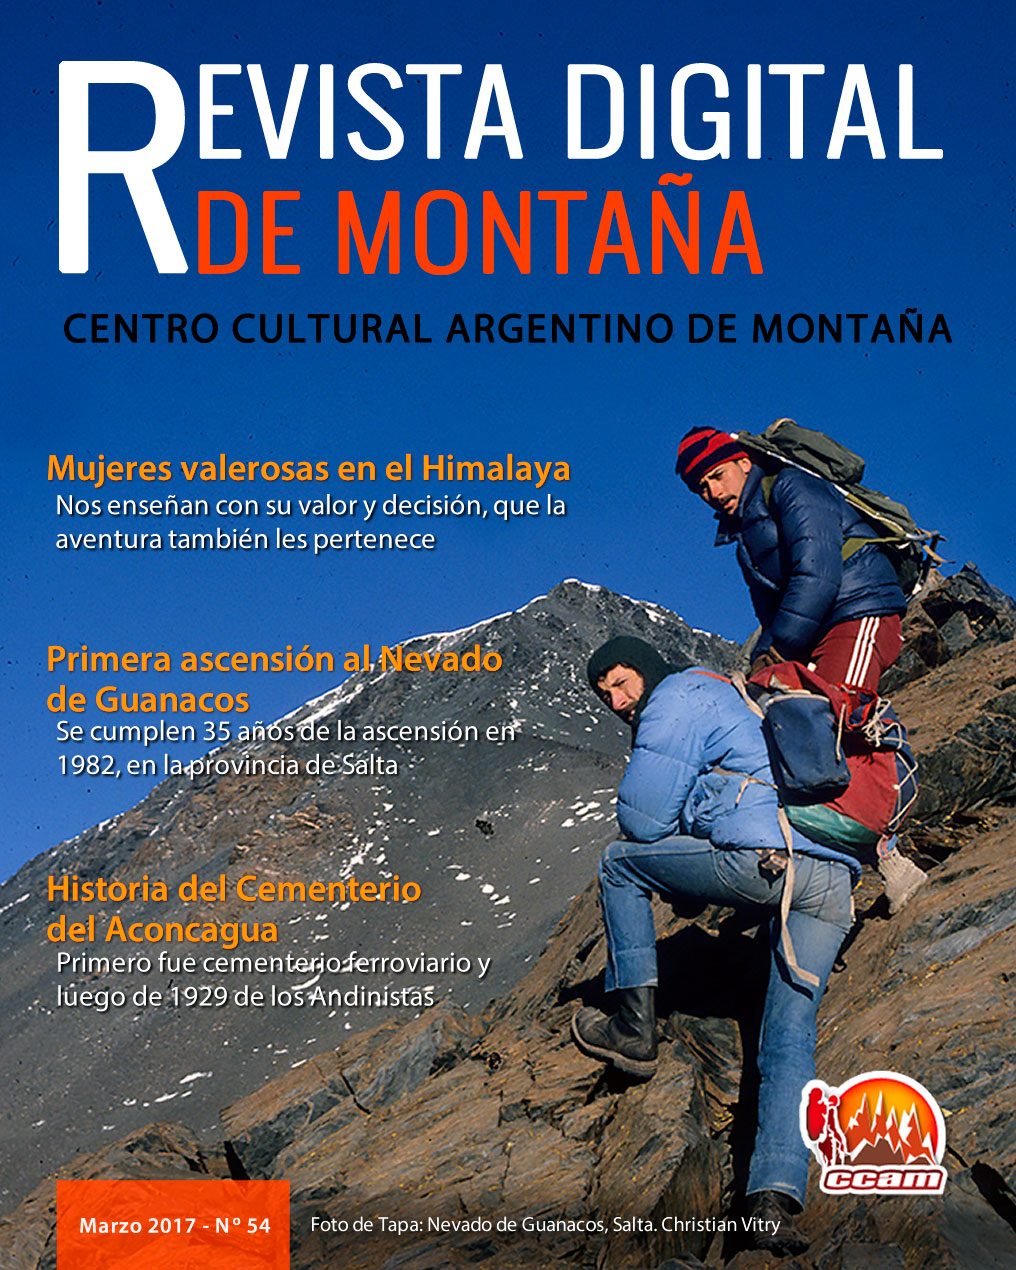 REVISTA DIGITAL
DE MONTAÑA
CENTRO CULTURAL ARGENTINO DE MONTAÑA
Mujeres valerosas en el Himalaya
Nos enseñan con su valor y decisión, que la
aventura también les pertenece
Primera ascensión al Nevado
de Guanacos
Se cumplen 35 años de la ascensión en
1982, en la provincia de Salta
Historia del Cementerio
del Aconcagua
Primero fue cementerio ferroviario y
luego de 1929 de los Andinistas
ccam
Marzo 2017 - Nº 54
Foto de Tapa: Nevado de Guanacos, Salta. Christian Vitry